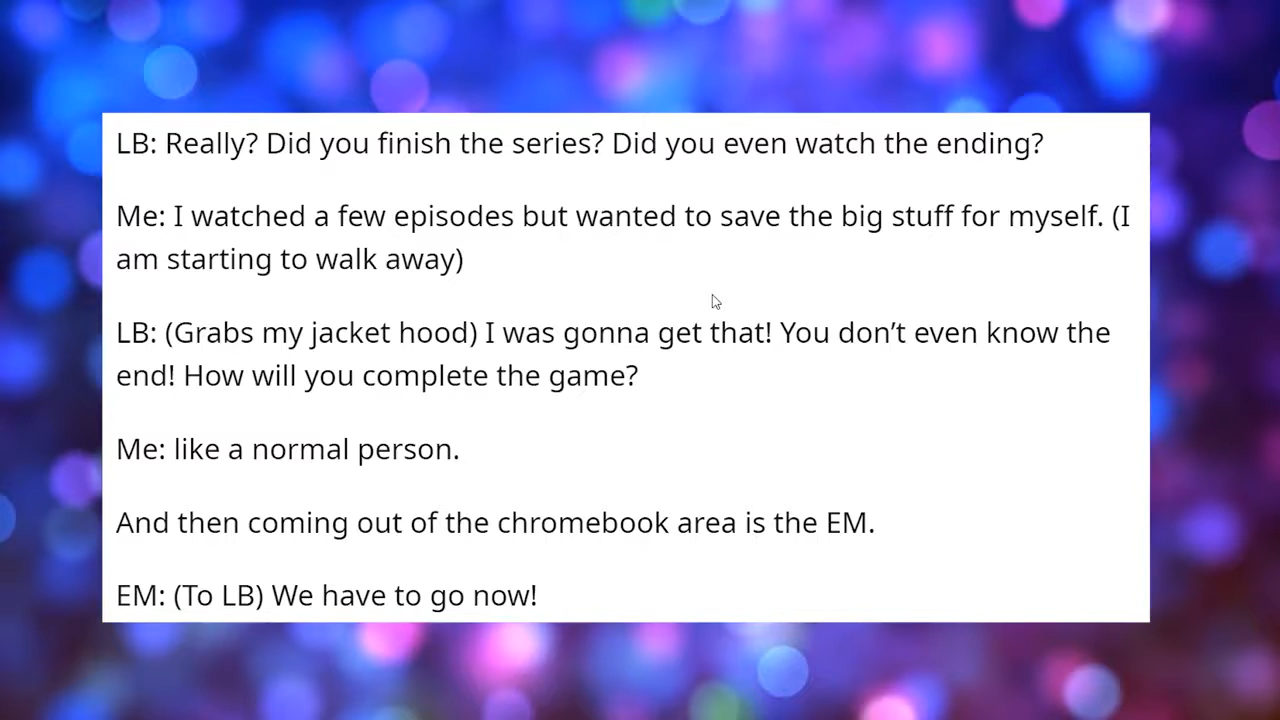 LB: Really? Did you finish the series? Did you even watch the ending?
Me: I watched a few episodes but wanted to save the big stuff for myself. (I
am starting to walk away)
LB: (Grabs my jacket hood) I was gonna get that! You don’t even know the
end! How will you complete the game?
Me: like a normal person.
And then coming out of the chromebook area is the EM.
EM: (To LB) We have to go now!